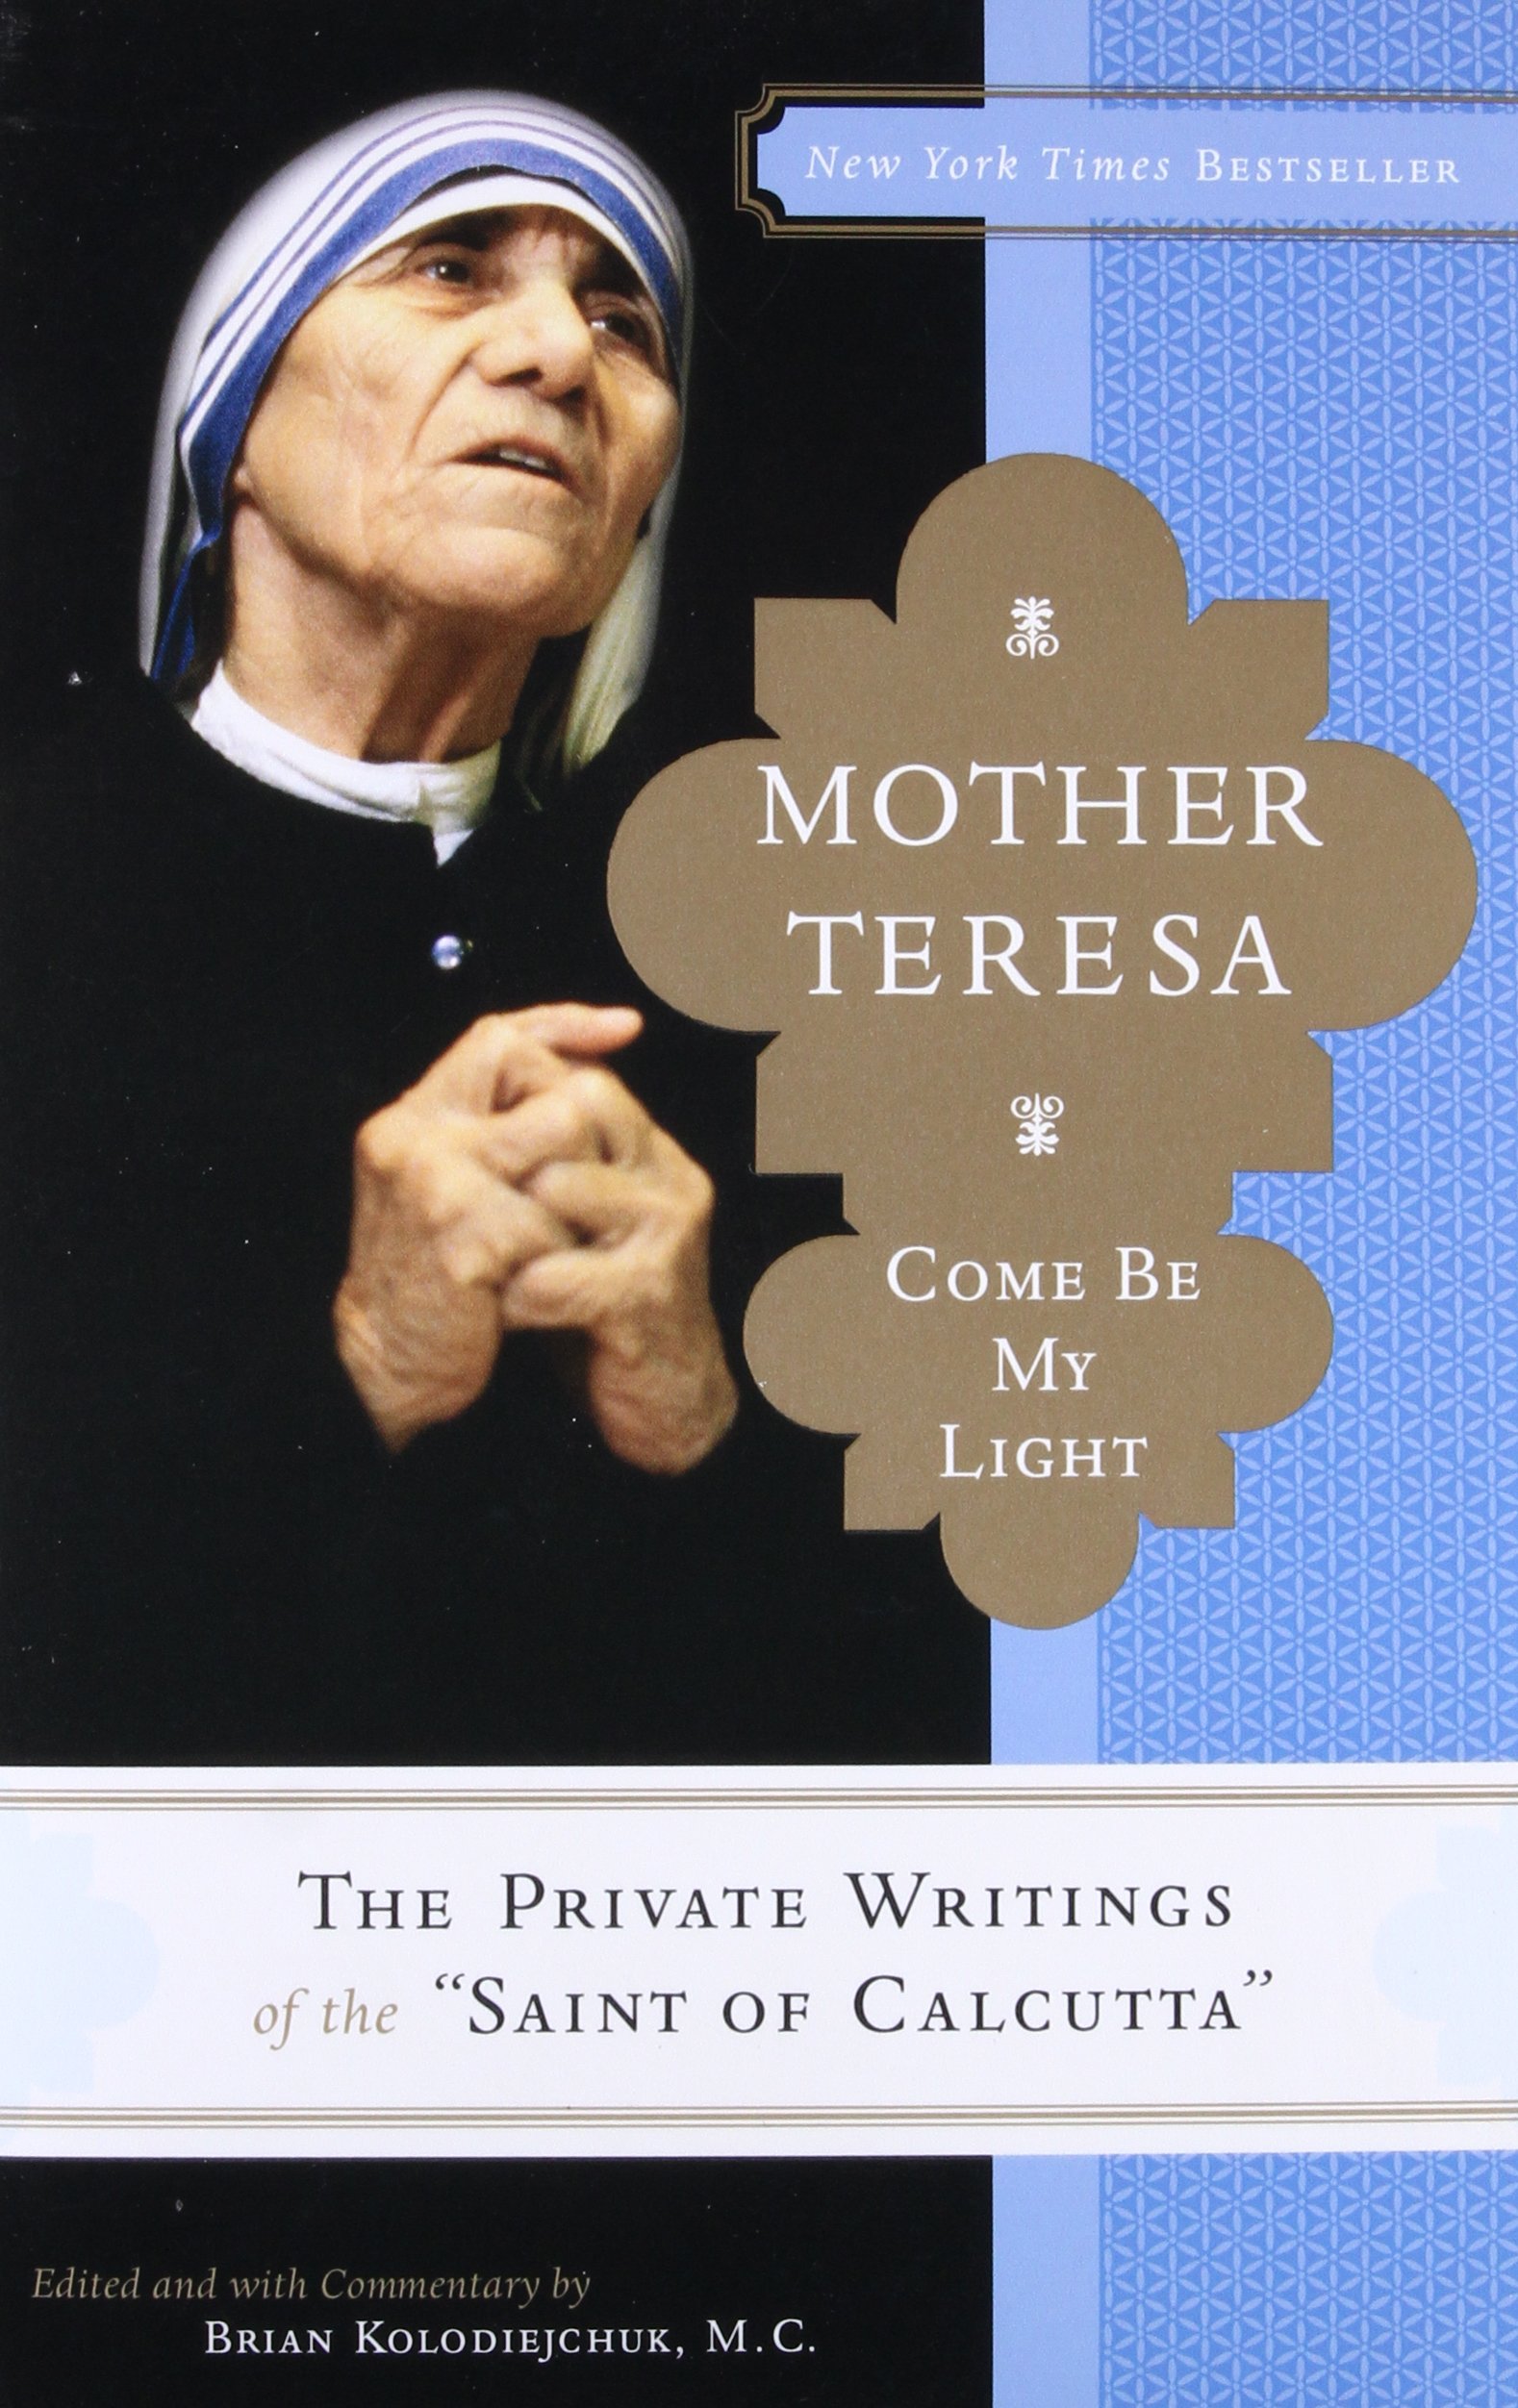 New York Times BESTSELLER
MOTHER
TERESA
COME BE
MY
LIGHT
THE PRIVATE WRITINGS
of the “SAINT OF CALCUTTA”
Edited and with Commentary by
BRIAN KOLODIEJCHUK, M.C.